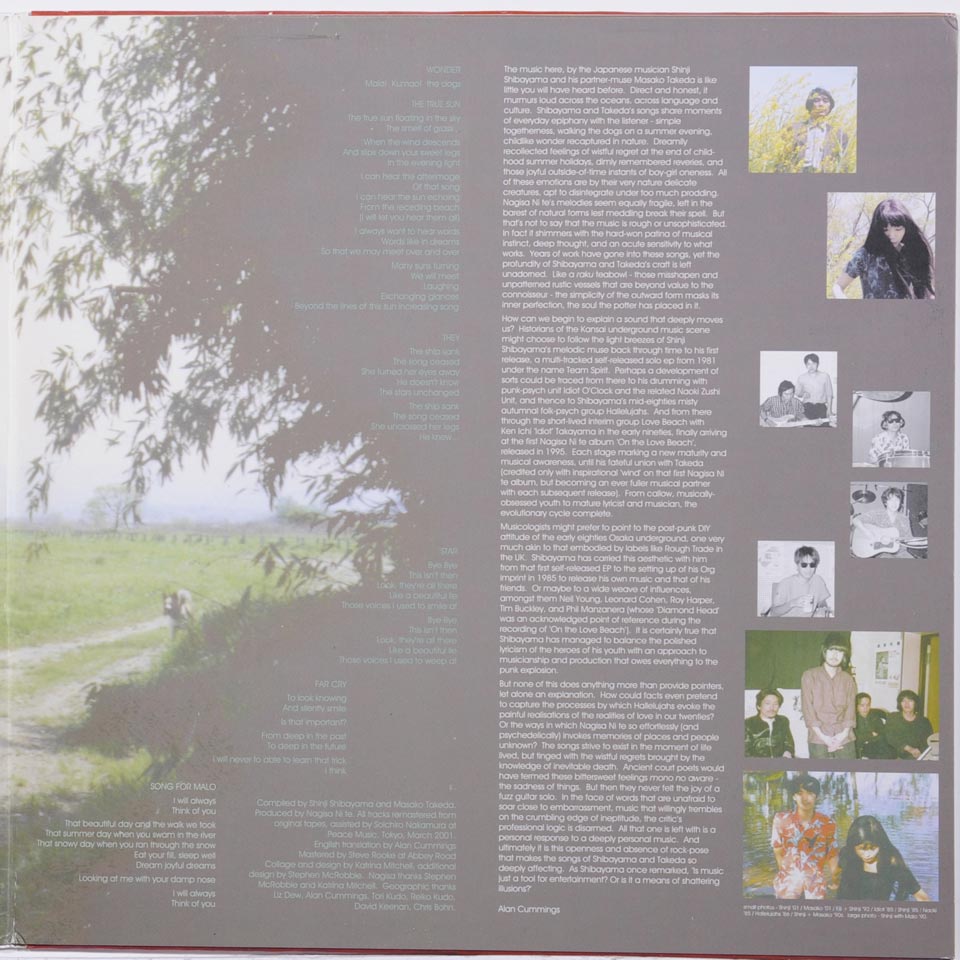 WONDER
Malar Kumaol the dogs
THE TRUE SUN
The true sun floating in the sky
The smell of grass
When the wind descends
And slips down your sweet legs
In the evening light
I can hear the afterimage
Of that song
I can hear the sun echoing
From the receding beach
(I will let you hear them all)
I always want to hear words
Words like in dreams
So that we may meet over and over
Many suns turning
We will meet
Laughing
Exchanging glances
Beyond the lines of this sun increasing song
THEY
The ship sank
The song ceased
She turned her eyes away
He doesn't know
The stars unchanged
The ship sank
The song ceased
She uncrossed her legs
He knew...
STAR
Bye Bye
This isn't then
Look, they're all there
Like a beautiful lie
Those voices I used to smile at
Bye Bye
This isn't then
Look, they're all there
Like a beautiful lie
Those voices I used to weep at
FAR CRY
To look knowing
And silently smile
Is that important?
From deep in the past
To deep in the future
I will never to able to learn that trick
I think
SONG FOR MALO
I will always
Think of you
That beautiful day and the walk we took
That summer day when you swam in the river
That snowy day when you ran through the snow
Eat your fill, sleep well
Dream joyful dreams
Looking at me with your damp nose
I will always
Think of you
Compiled by Shinji Shibayama and Masako Takeda.
Produced by Nagisa Ni te. All tracks remastered from
original tapes, assisted by Soichiro Nakamura at
Peace Music, Tokyo, March 2001.
English translation by Alan Cummings
Mastered by Steve Rooke at Abbey Road
Collage and design by Katrina Mitchell, additional
design by Stephen McRobbie. Nagisa thanks Stephen
McRobbie and Katrina Mitchell. Geographic thanks
Liz Dew, Alan Cummings, Tori Kudo, Reiko Kudo,
David Keenan, Chris Bohn.
The music here, by the Japanese musician Shinji
Shibayama and his partner-muse Masako Takeda is like
little you will have heard before. Direct and honest, it
murmurs loud across the oceans, across language and
culture. Shibayama and Takeda's songs share moments
of everyday epiphany with the listener - simple
togetherness, walking the dogs on a summer evening,
childlike wonder recaptured in nature. Dreamily
recollected feelings of wistful regret at the end of child-
hood summer holidays, dimly remembered reveries, and
those joyful outside-of-time instants of boy-girl oneness. All
of these emotions are by their very nature delicate
creatures, apt to disintegrate under too much prodding.
Nagisa Ni te's melodies seem equally fragile, left in the
barest of natural forms lest meddling break their spell. But
that's not to say that the music is rough or unsophisticated.
In fact it shimmers with the hard-won patina of musical
instinct, deep thought, and an acute sensitivity to what
works. Years of work have gone into these songs, yet the
profundity of Shibayama and Takeda's craft is left
unadorned. Like a raku teabowl - those misshapen and
unpatterned rustic vessels that are beyond value to the
connoisseur - the simplicity of the outward form masks its
inner perfection, the soul the potter has placed in it.
How can we begin to explain a sound that deeply moves
us? Historians of the Kansai underground music scene
might choose to follow the light breezes of Shinji
Shibayama's melodic muse back through time to his first
release, a multi-tracked self-released solo ep from 1981
under the name Team Spirit. Perhaps a development of
sorts could be traced from there to his drumming with
punk-psych unit Idiot O'Clock and the related Naoki Zushi
Unit, and thence to Shibayama's mid-eighties misty
autumnal folk-psych group Hallelujahs. And from there
through the short-lived interim group Love Beach with
Ken Ichi 'Idiot' Takayama in the early nineties, finally arriving
at the first Nagisa Ni te album 'On the Love Beach',
released in 1995. Each stage marking a new maturity and
musical awareness, until his fateful union with Takeda
(credited only with inspirational 'wind' on that first Nagisa Ni
te album, but becoming an ever fuller musical partner
with each subsequent release). From callow, musically-
obsessed youth to mature lyricist and musician, the
evolutionary cycle complete.
Musicologists might prefer to point to the post-punk DIY
attitude of the early eighties Osaka underground, one very
much akin to that embodied by labels like Rough Trade in
the UK. Shibayama has carried this aesthetic with him
from that first self-released EP to the setting up of his Org
imprint in 1985 to release his own music and that of his
friends. Or maybe to a wide weave of influences,
amongst them Neil Young, Leonard Cohen, Roy Harper,
Tim Buckley, and Phil Manzanera (whose 'Diamond Head'
was an acknowledged point of reference during the
recording of 'On the Love Beach'). It is certainly true that
Shibayama has managed to balance the polished
lyricism of the heroes of his youth with an approach to
musicianship and production that owes everything to the
punk explosion.
But none of this does anything more than provide pointers,
let alone an explanation. How could facts even pretend
to capture the processes by which Hallelujahs evoke the
painful realisations of the realities of love in our twenties?
Or the ways in which Nagisa Ni te so effortlessly (and
psychedelically) invokes memories of places and people
unknown? The songs strive to exist in the moment of life
lived, but tinged with the wistful regrets brought by the
knowledge of inevitable death. Ancient court poets would
have termed these bittersweet feelings mono no aware -
the sadness of things. But then they never felt the joy of a
fuzz guitar solo. In the face of words that are unafraid to
soar close to embarrassment, music that willingly trembles
on the crumbling edge of ineptitude, the critic's
professional logic is disarmed. All that one is left with is a
personal response to a deeply personal music. And
ultimately it is this openness and absence of rock-pose
that makes the songs of Shibayama and Takeda so
deeply affecting. As Shibayama once remarked, 'Is music
just a tool for entertainment? Or is it a means of shattering
illusions?'
Alan Cummings
small photos - Shinji '01 / Masako '01 / Idi + Shinji '92 / Idiot '85 / Shinji '85 / Naoki
'85 / Hallelujahs '86 / Shinji + Masako '90s large photo - Shinji with Malo '90